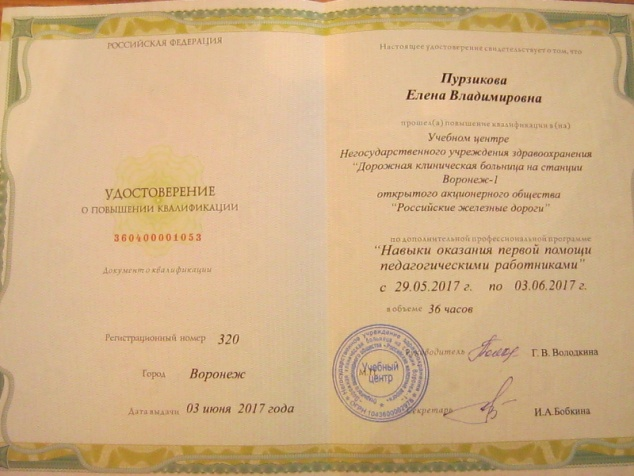 РОССИЙСКАЯ ФЕДЕРАЦИЯ
УДОСТОВЕРЕНИЕ
О ПОВЫШЕНИИ КВАЛИФИКАЦИИ
360400001053
Документ о квалификации
Регистрационный номер 320
Город Воронеж
Дата выдачи 03 июня 2017 года
Настоящее удостоверение свидетельствует о том, что
Пурзикова
Елена Владимировна
прошел(а) повышение квалификации в (на)
Учебном центре
Негосударственного учреждения здравоохранения
"Дорожная клиническая больница на станции
Воронеж-1
открытого акционерного общества
"Российские железные дороги"
по дополнительной профессиональной программе
"Навыки оказания первой помощи
педагогическими работниками"
с 29.05.2017 г. по 03.06.2017 г.
в объеме 36 часов
Руководитель Г. В. Володкина
М.П.
Секретарь И.А.Бобкина
Учебный
центр